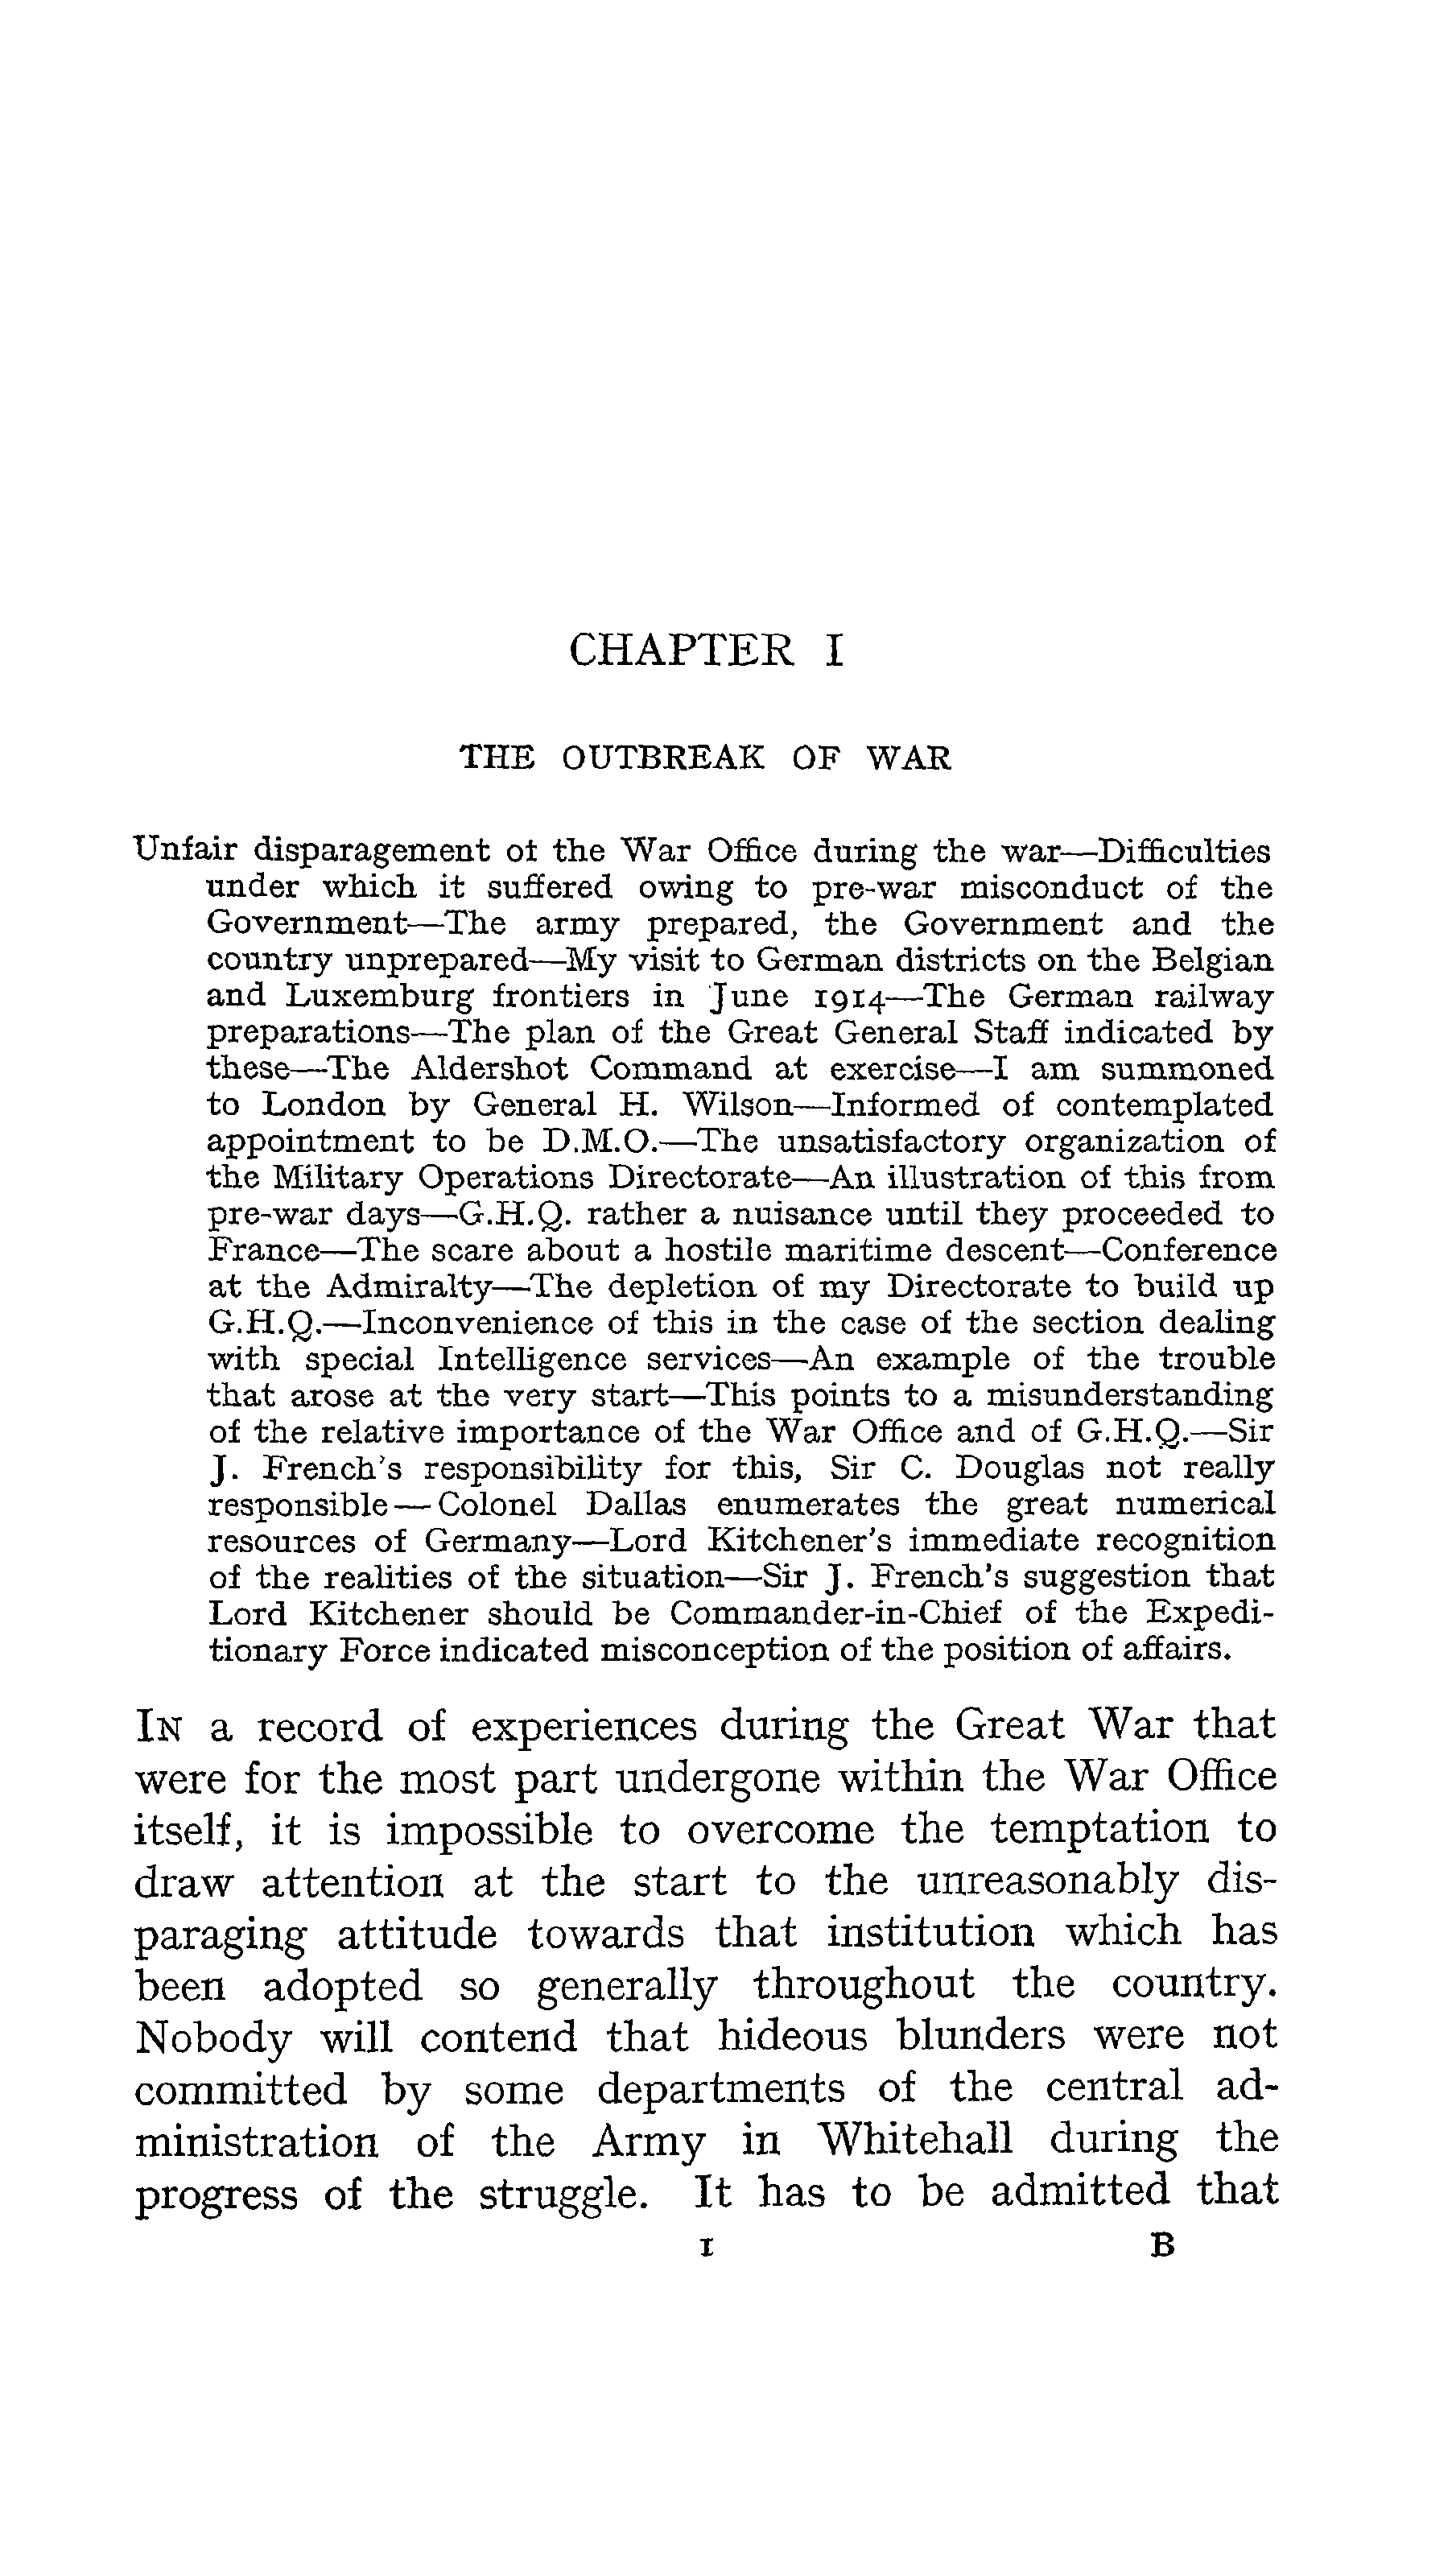 CHAPTER I
THE OUTBREAK OF WAR
Unfair disparagement of the War Office during the war—Difficulties
under which it suffered owing to pre-war misconduct of the
Government—The army prepared, the Government and the
country unprepared—My visit to German districts on the Belgian
and Luxemburg frontiers in June 1914—The German railway
preparations—The plan of the Great General Staff indicated by
these—The Aldershot Command at exercise—I am summoned
to London by General H. Wilson—Informed of contemplated
appointment to be D.M.O.—The unsatisfactory organization of
the Military Operations Directorate—An illustration of this from
pre-war days—G.H.Q. rather a nuisance until they proceeded to
France—The scare about a hostile maritime descent—Conference
at the Admiralty—The depletion of my Directorate to build up
G.H.Q.—Inconvenience of this in the case of the section dealing
with special Intelligence services—An example of the trouble
that arose at the very start—This points to a misunderstanding
of the relative importance of the War Office and of G.H.Q.—Sir
J. French's responsibility for this, Sir C. Douglas not really
responsible—Colonel Dallas enumerates the great numerical
resources of Germany—Lord Kitchener's immediate recognition
of the realities of the situation—Sir J. French's suggestion that
Lord Kitchener should be Commander-in-Chief of the Expedi-
tionary Force indicated misconception of the position of affairs.
IN a record of experiences during the Great War that
were for the most part undergone within the War Office
itself, it is impossible to overcome the temptation to
draw attention at the start to the unreasonably dis-
paraging attitude towards that institution which has
been adopted so generally throughout the country.
Nobody will contend that hideous blunders were not
committed by some departments of the central ad-
ministration of the Army in Whitehall during the
progress of the struggle. It has to be admitted that
1 B